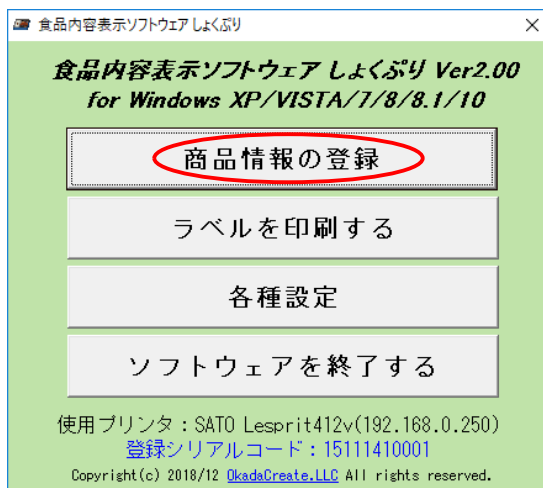 食品内容表示ソフトウェア しょくぷり
食品内容表示ソフトウェア しょくぷり Ver2.00
for Windows XP/VISTA/7/8/8.1/10
商品情報の登録
ラベルを印刷する
各種設定
ソフトウェアを終了する
使用プリンタ：SATO Lesprit412v(192.168.0.250)
登録シリアルコード：15111410001
Copyright(c) 2018/12 OkadaCreate.LLC All rights reserved.